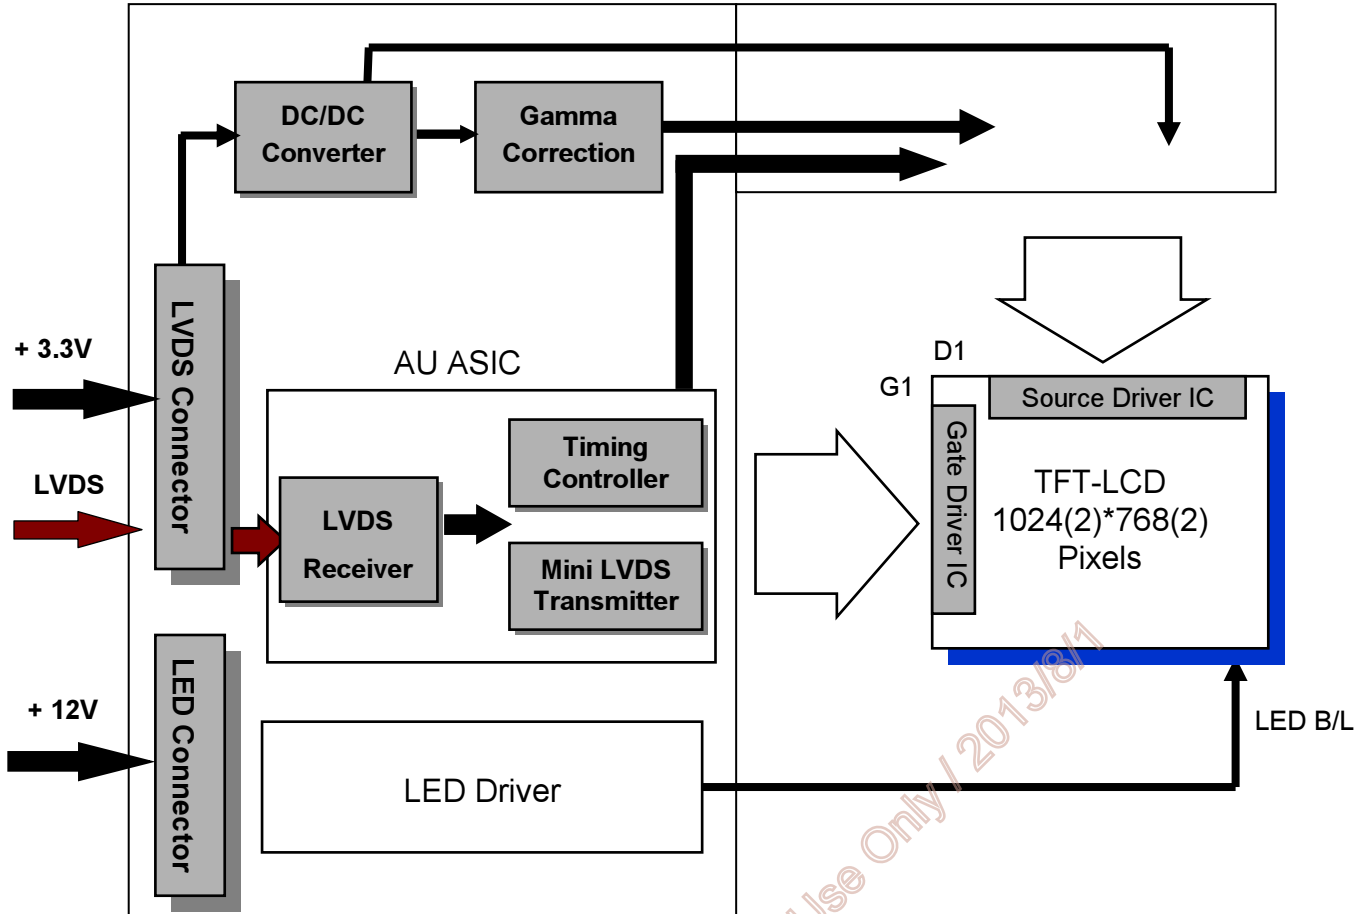 DC/DC
Converter
Gamma
Correction
LVDS Connector
+ 3.3V
LVDS
AU ASIC
Timing
Controller
LVDS
Receiver
Mini LVDS
Transmitter
D1
G1
Source Driver IC
Gate Driver IC
TFT-LCD
1024(2)*768(2)
Pixels
LED Connector
+ 12V
LED Driver
LED B/L
Use Only / 2013/8/1